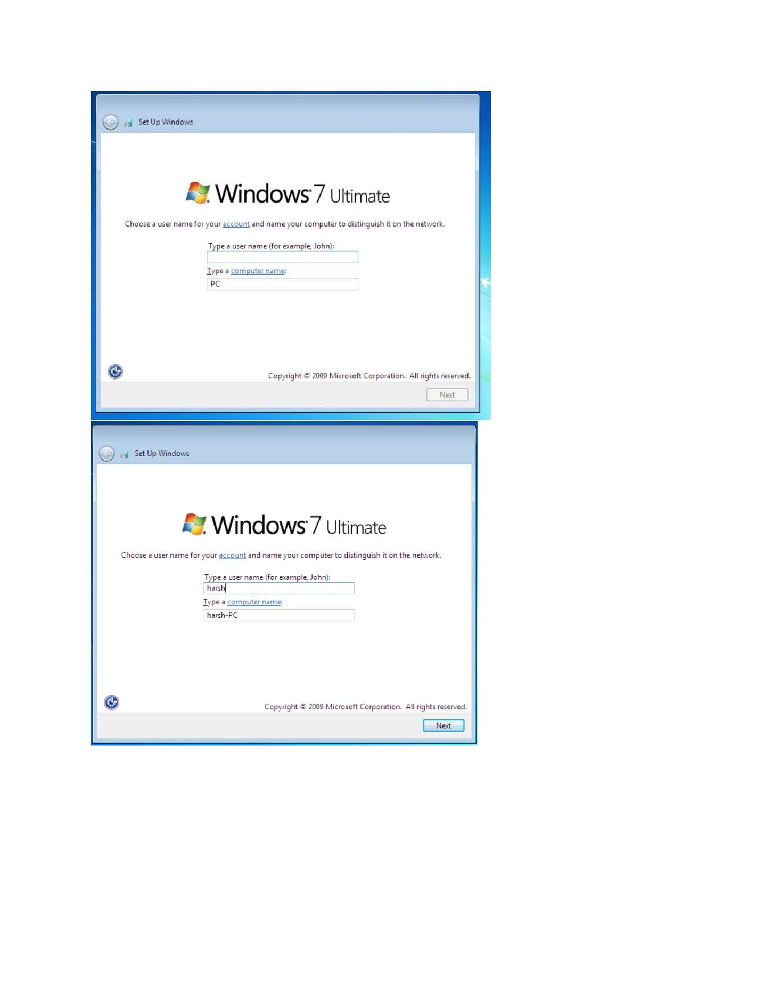 Set Up Windows
Windows 7 Ultimate
Choose a user name for your account and name your computer to distinguish it on the network.
Type a user name (for example, John):
Type a computer name:
PC
Copyright © 2009 Microsoft Corporation. All rights reserved.
Next
Set Up Windows
Windows 7 Ultimate
Choose a user name for your account and name your computer to distinguish it on the network.
Type a user name (for example, John):
harsh
Type a computer name:
harsh-PC
Copyright © 2009 Microsoft Corporation. All rights reserved.
Next